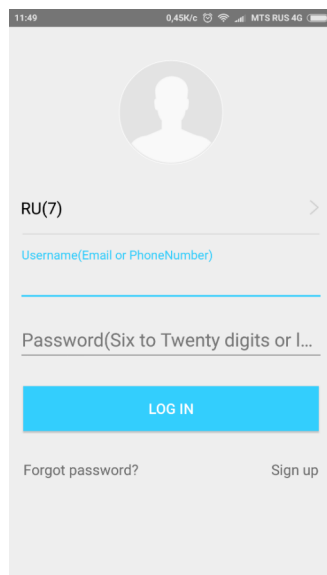 11:49 0,45K/c MTS RUS 4G
RU(7)
Username(Email or PhoneNumber)
Password(Six to Twenty digits or l...
LOG IN
Forgot password? Sign up